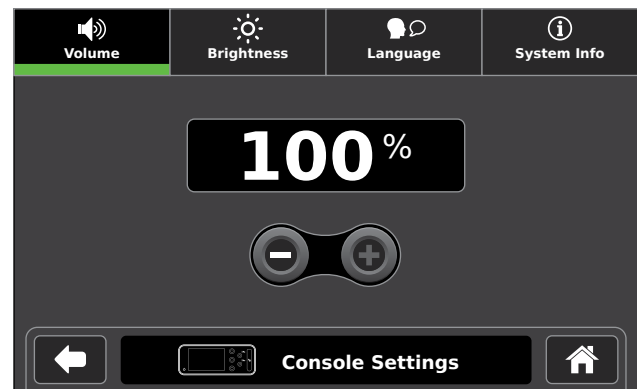 Volume
Brightness
Language
System Info
100 %
Console Settings